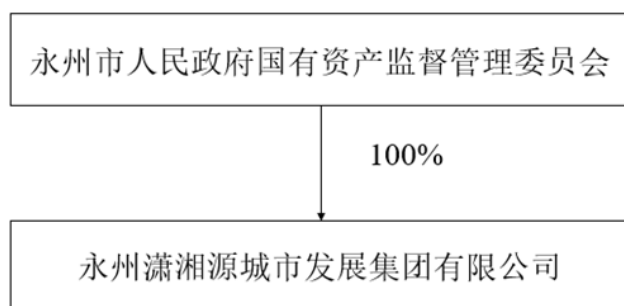 永州市人民政府国有资产监督管理委员会
100%
永州潇湘源城市发展集团有限公司